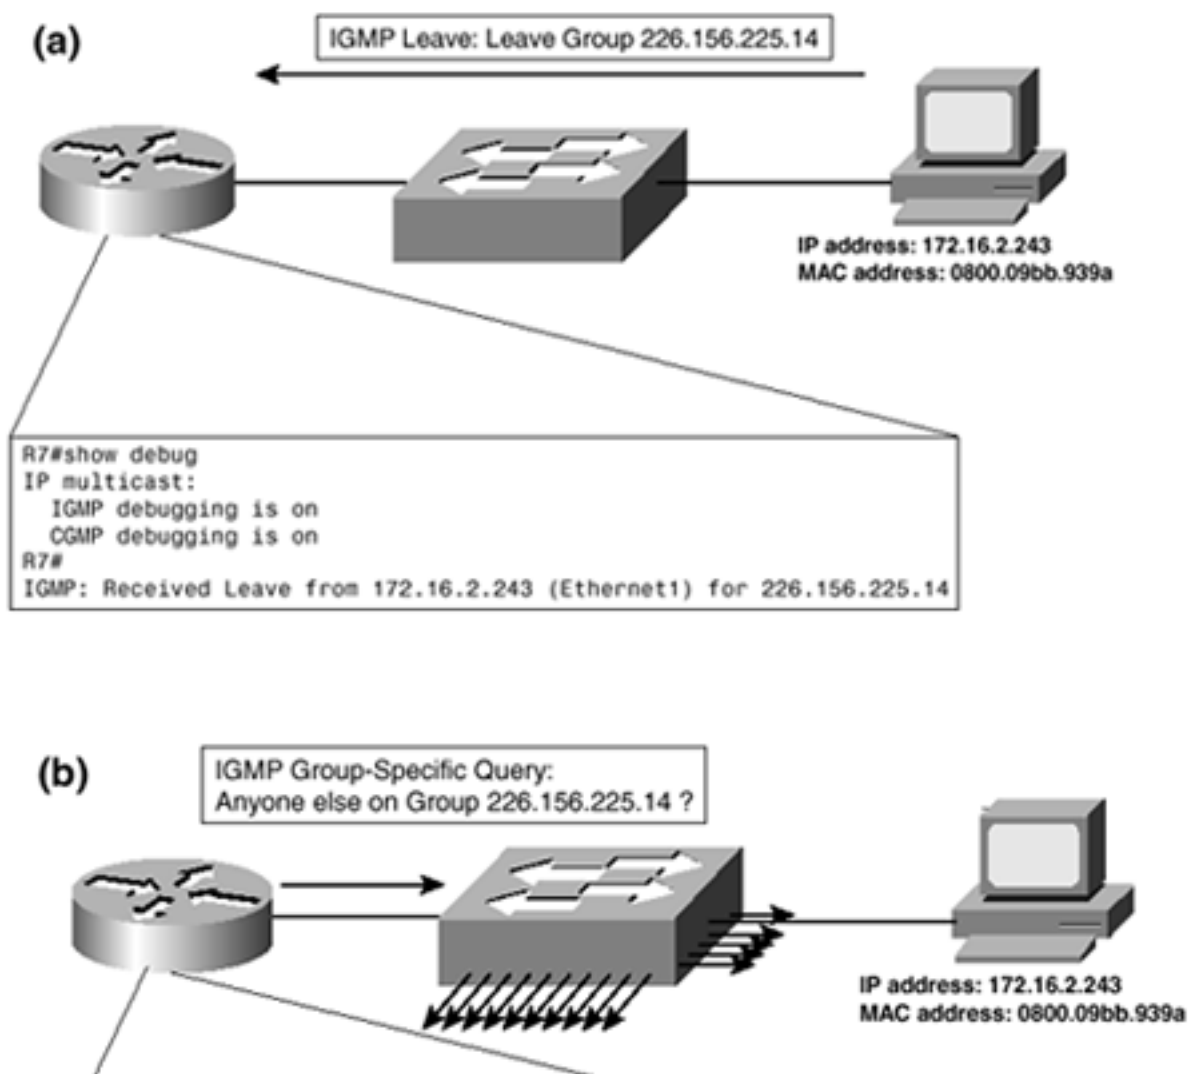 (a)
IGMP Leave: Leave Group 226.156.225.14
IP address: 172.16.2.243
MAC address: 0800.09bb.939a
R7#show debug
IP multicast:
IGMP debugging is on
CGMP debugging is on
R7#
IGMP: Received Leave from 172.16.2.243 (Ethernet1) for 226.156.225.14
(b)
IGMP Group-Specific Query:
Anyone else on Group 226.156.225.14 ?
IP address: 172.16.2.243
MAC address: 0800.09bb.939a